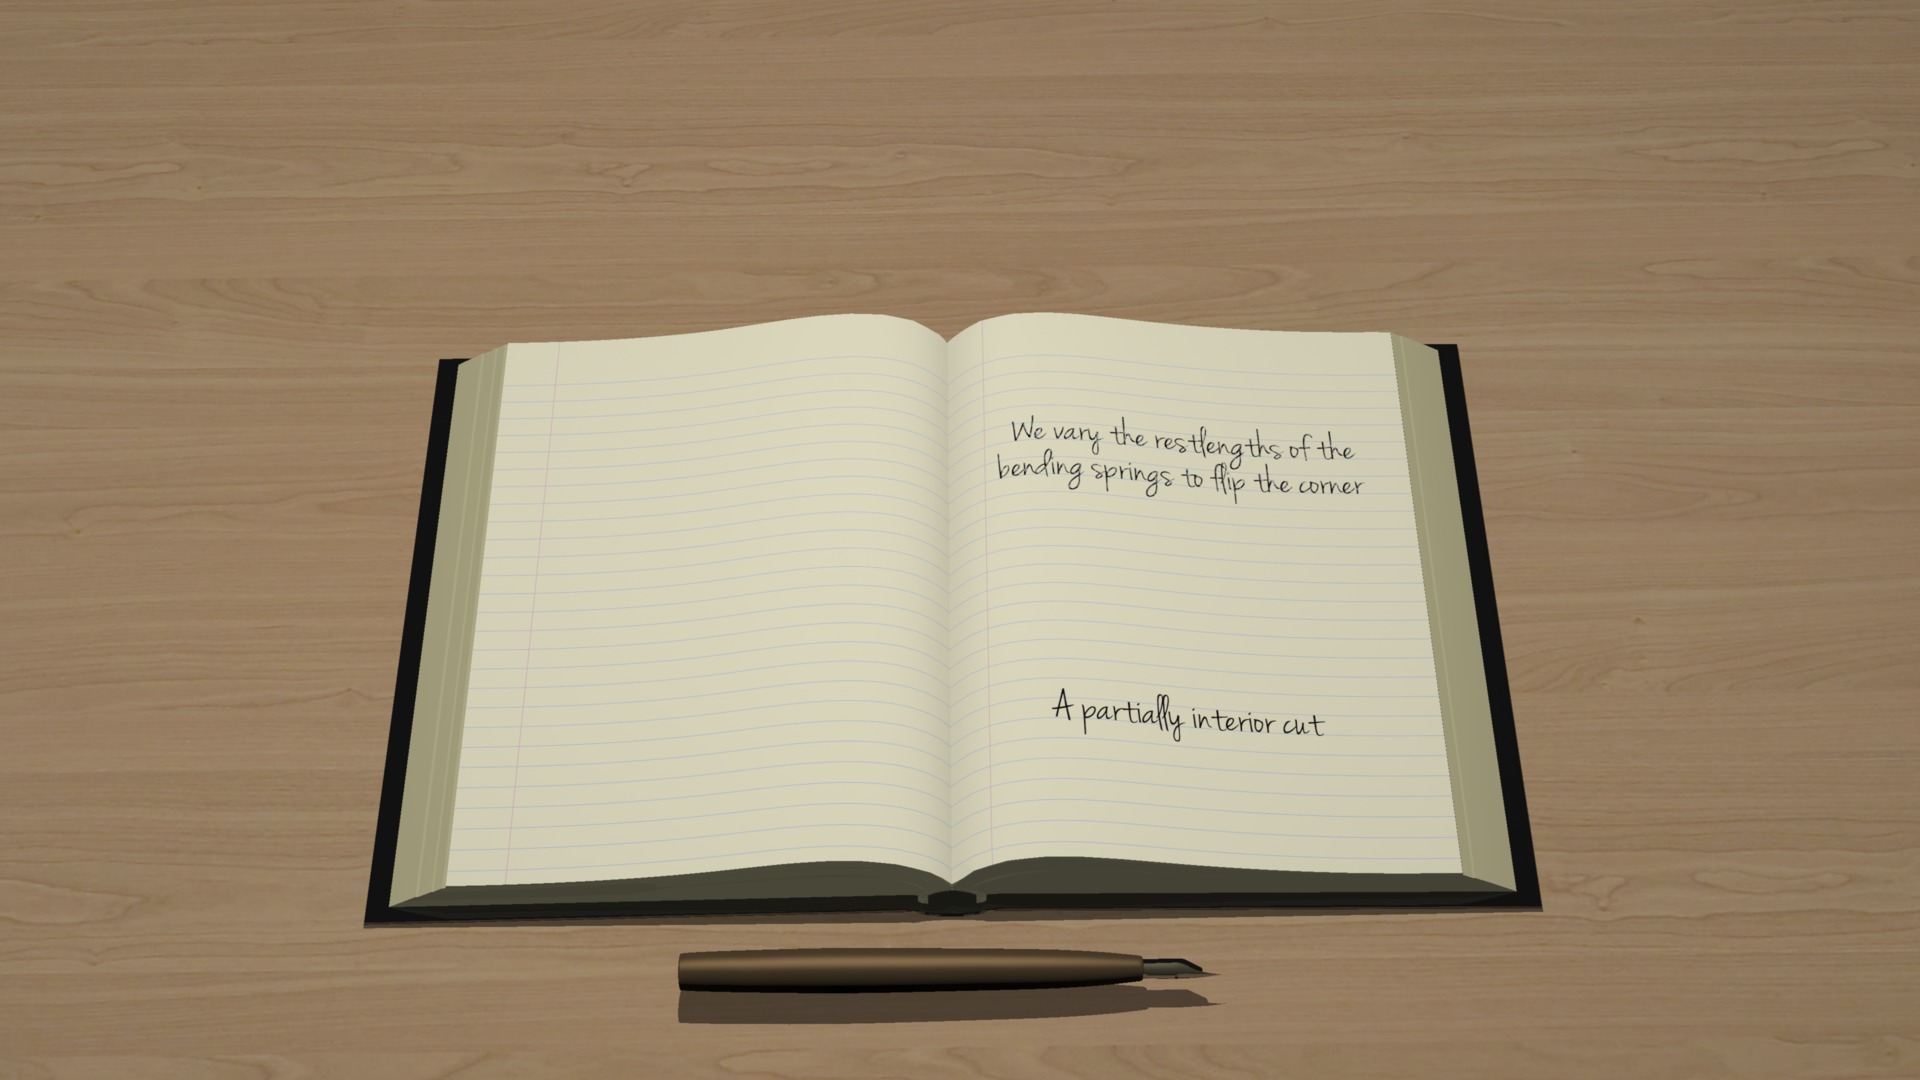 We vary the restlengths of the
bending springs to flip the corner
A partially interior cut